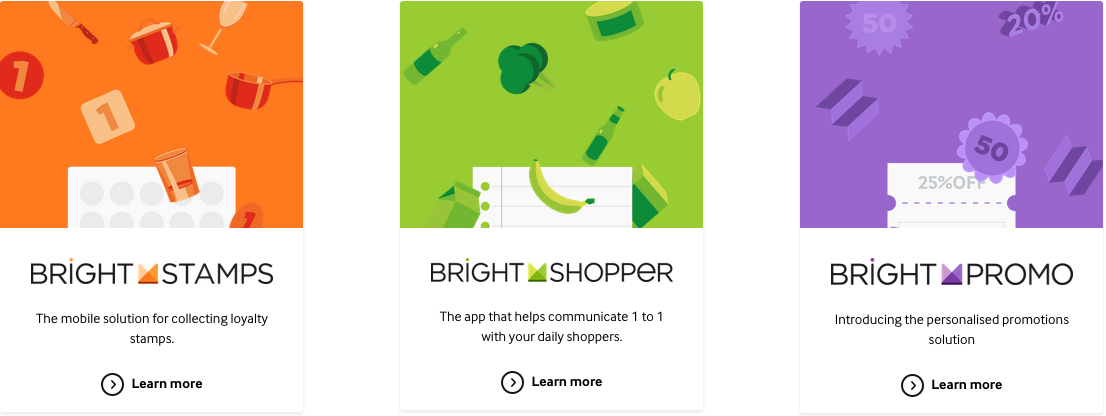 1
1
1
BRiGHT STAMPS
The mobile solution for collecting loyalty
stamps.
Learn more
BRiGHT SHOPPeR
The app that helps communicate 1 to 1
with your daily shoppers.
Learn more
50
20%
50
25%OFF
BRiGHT PROMO
Introducing the personalised promotions
solution
Learn more